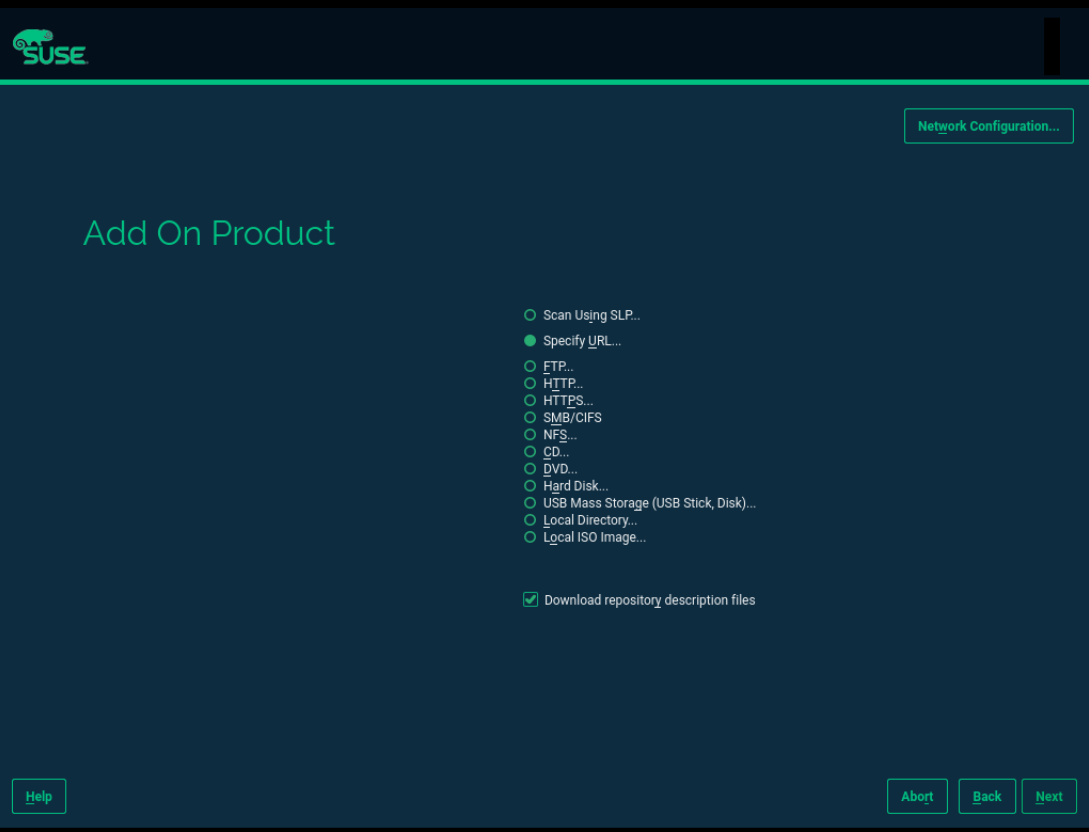 SUSE
Network Configuration...
Add On Product
Scan Using SLP...
Specify URL...
FTP...
HTTP...
HTTPS...
SMB/CIFS
NFS...
CD...
DVD...
Hard Disk...
USB Mass Storage (USB Stick, Disk)...
Local Directory...
Local ISO Image...
Download repository description files
Help
Abort
Back
Next